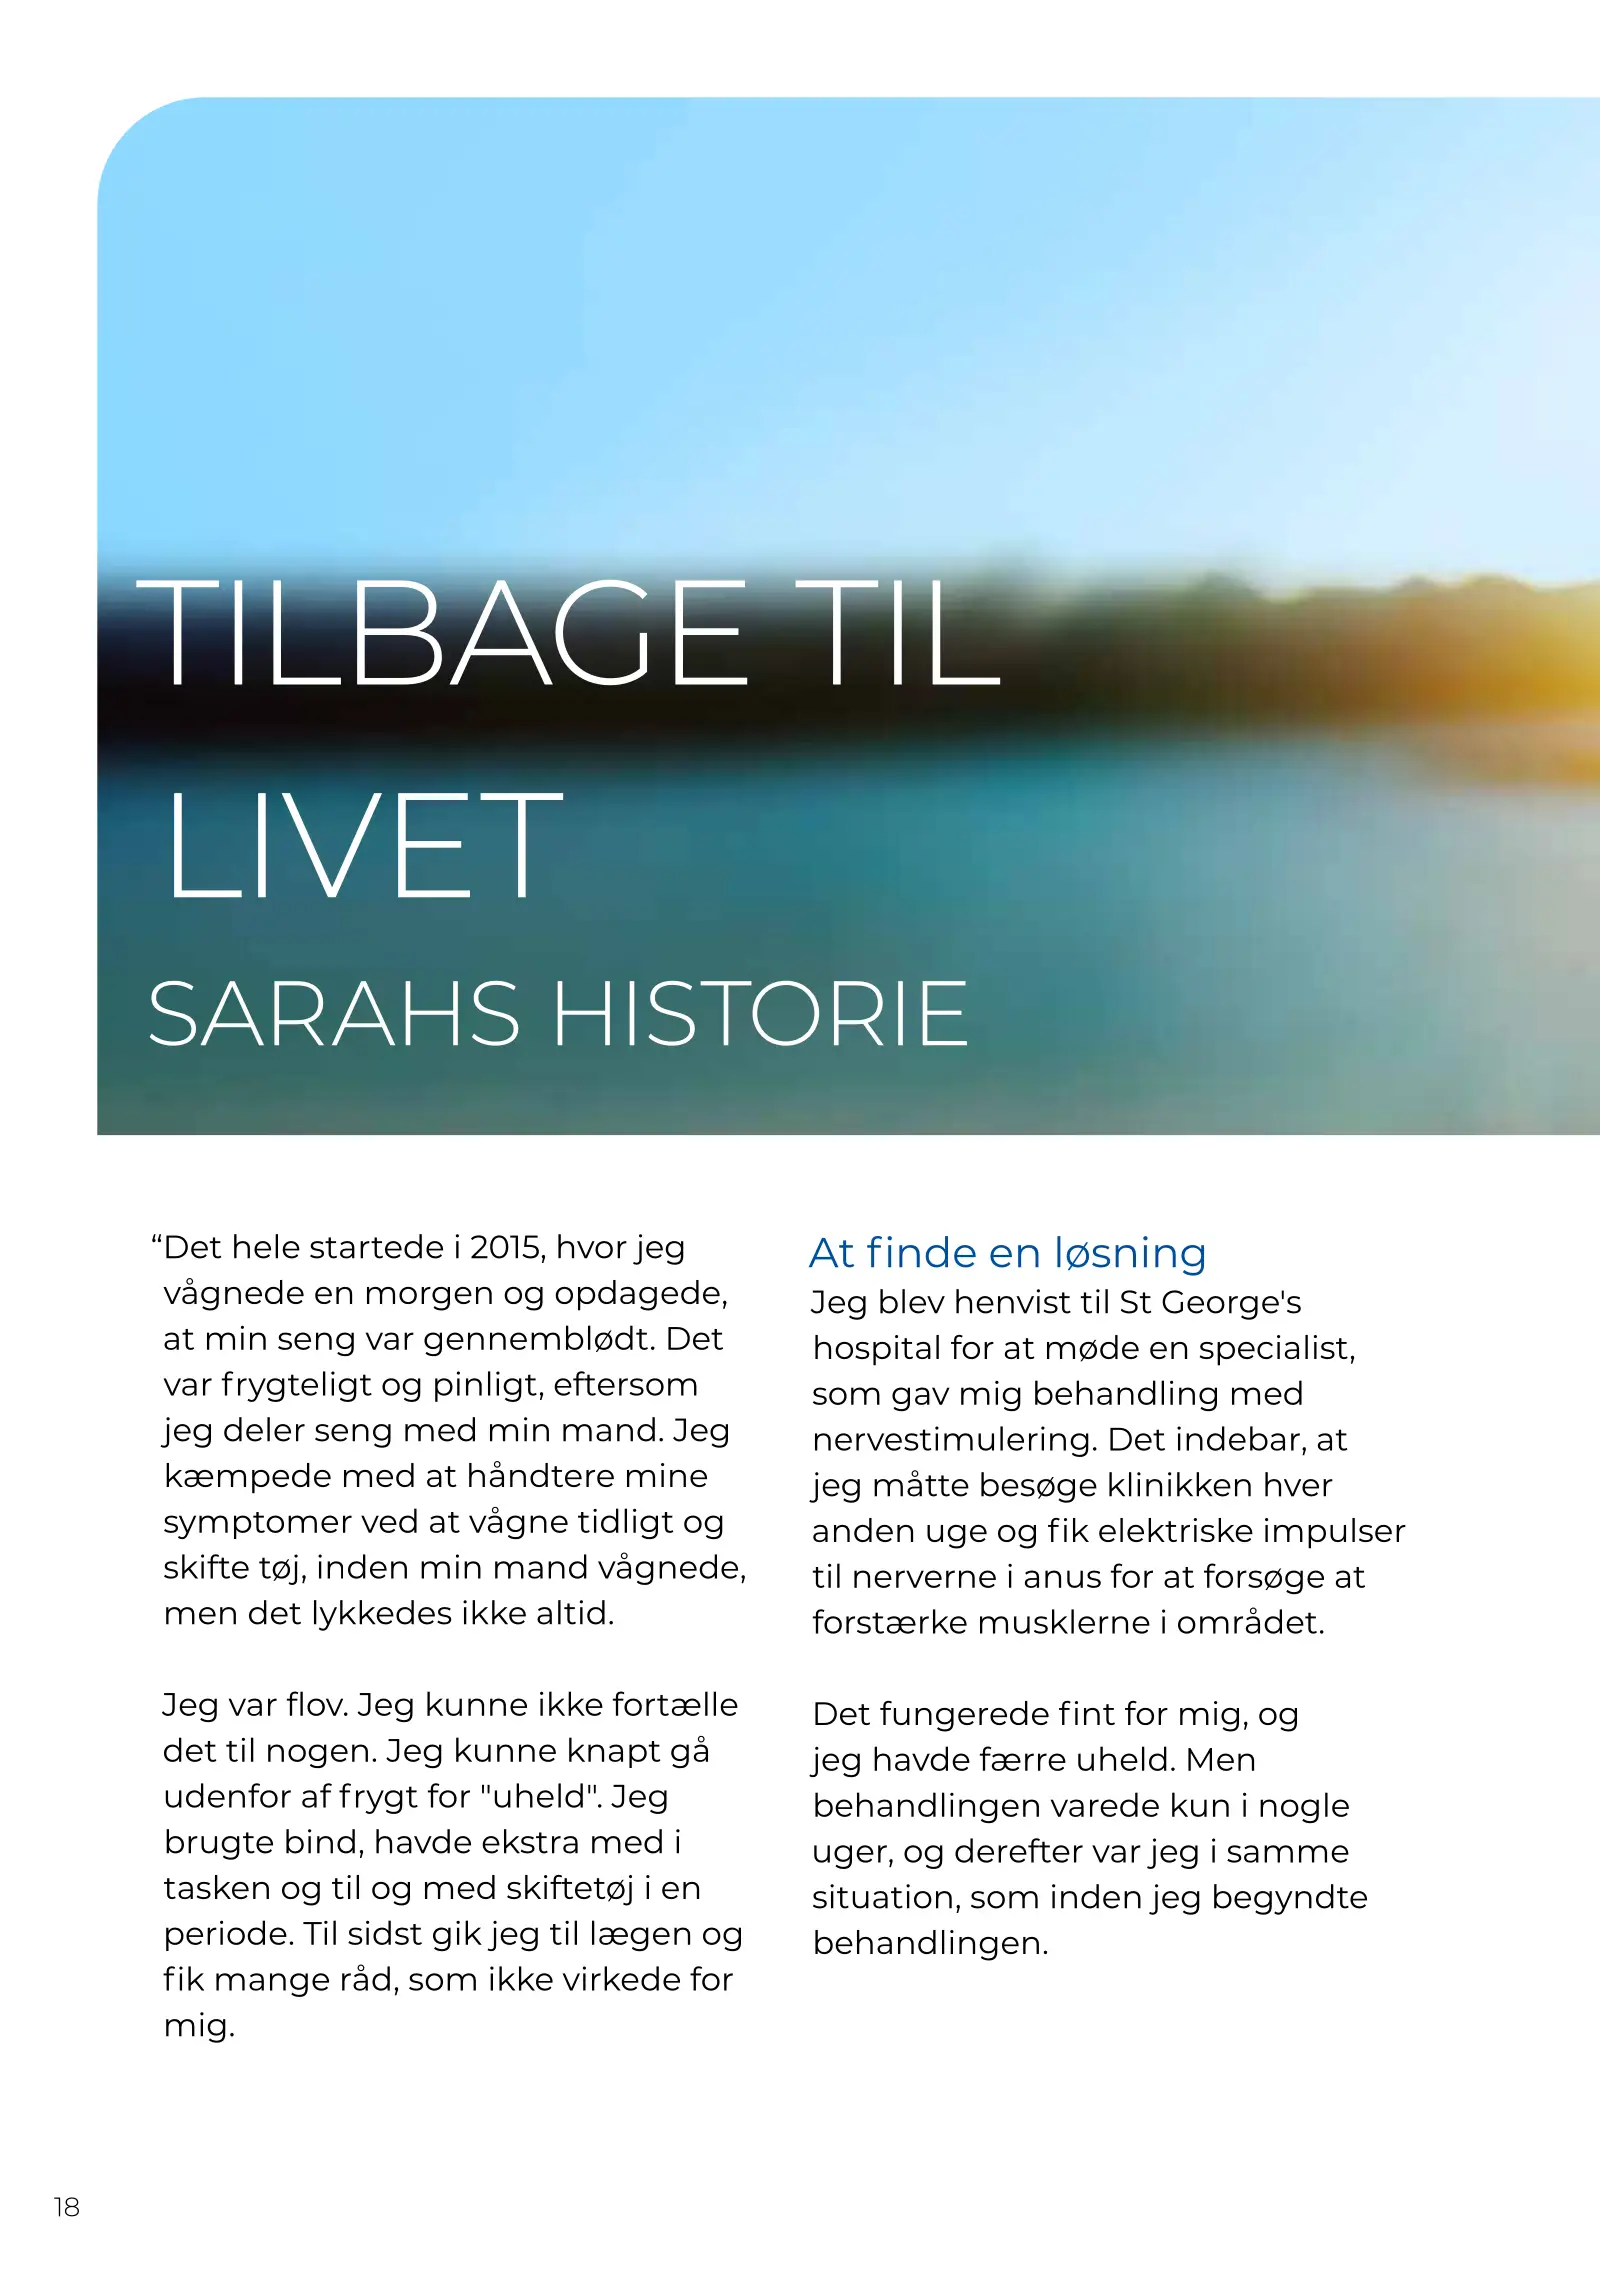 TILBAGE TIL
LIVET
SARAHS HISTORIE
“Det hele startede i 2015, hvor jeg
vågnede en morgen og opdagede,
at min seng var gennemblødt. Det
var frygteligt og pinligt, eftersom
jeg deler seng med min mand. Jeg
kæmpede med at håndtere mine
symptomer ved at vågne tidligt og
skifte tøj, inden min mand vågnede,
men det lykkedes ikke altid.
Jeg var flov. Jeg kunne ikke fortælle
det til nogen. Jeg kunne knapt gå
udenfor af frygt for "uheld". Jeg
brugte bind, havde ekstra med i
tasken og til og med skiftetøj i en
periode. Til sidst gik jeg til lægen og
fik mange råd, som ikke virkede for
mig.
At finde en løsning
Jeg blev henvist til St George's
hospital for at møde en specialist,
som gav mig behandling med
nervestimulering. Det indebar, at
jeg måtte besøge klinikken hver
anden uge og fik elektriske impulser
til nerverne i anus for at forsøge at
forstærke musklerne i området.
Det fungerede fint for mig, og
jeg havde færre uheld. Men
behandlingen varede kun i nogle
uger, og derefter var jeg i samme
situation, som inden jeg begyndte
behandlingen.
18